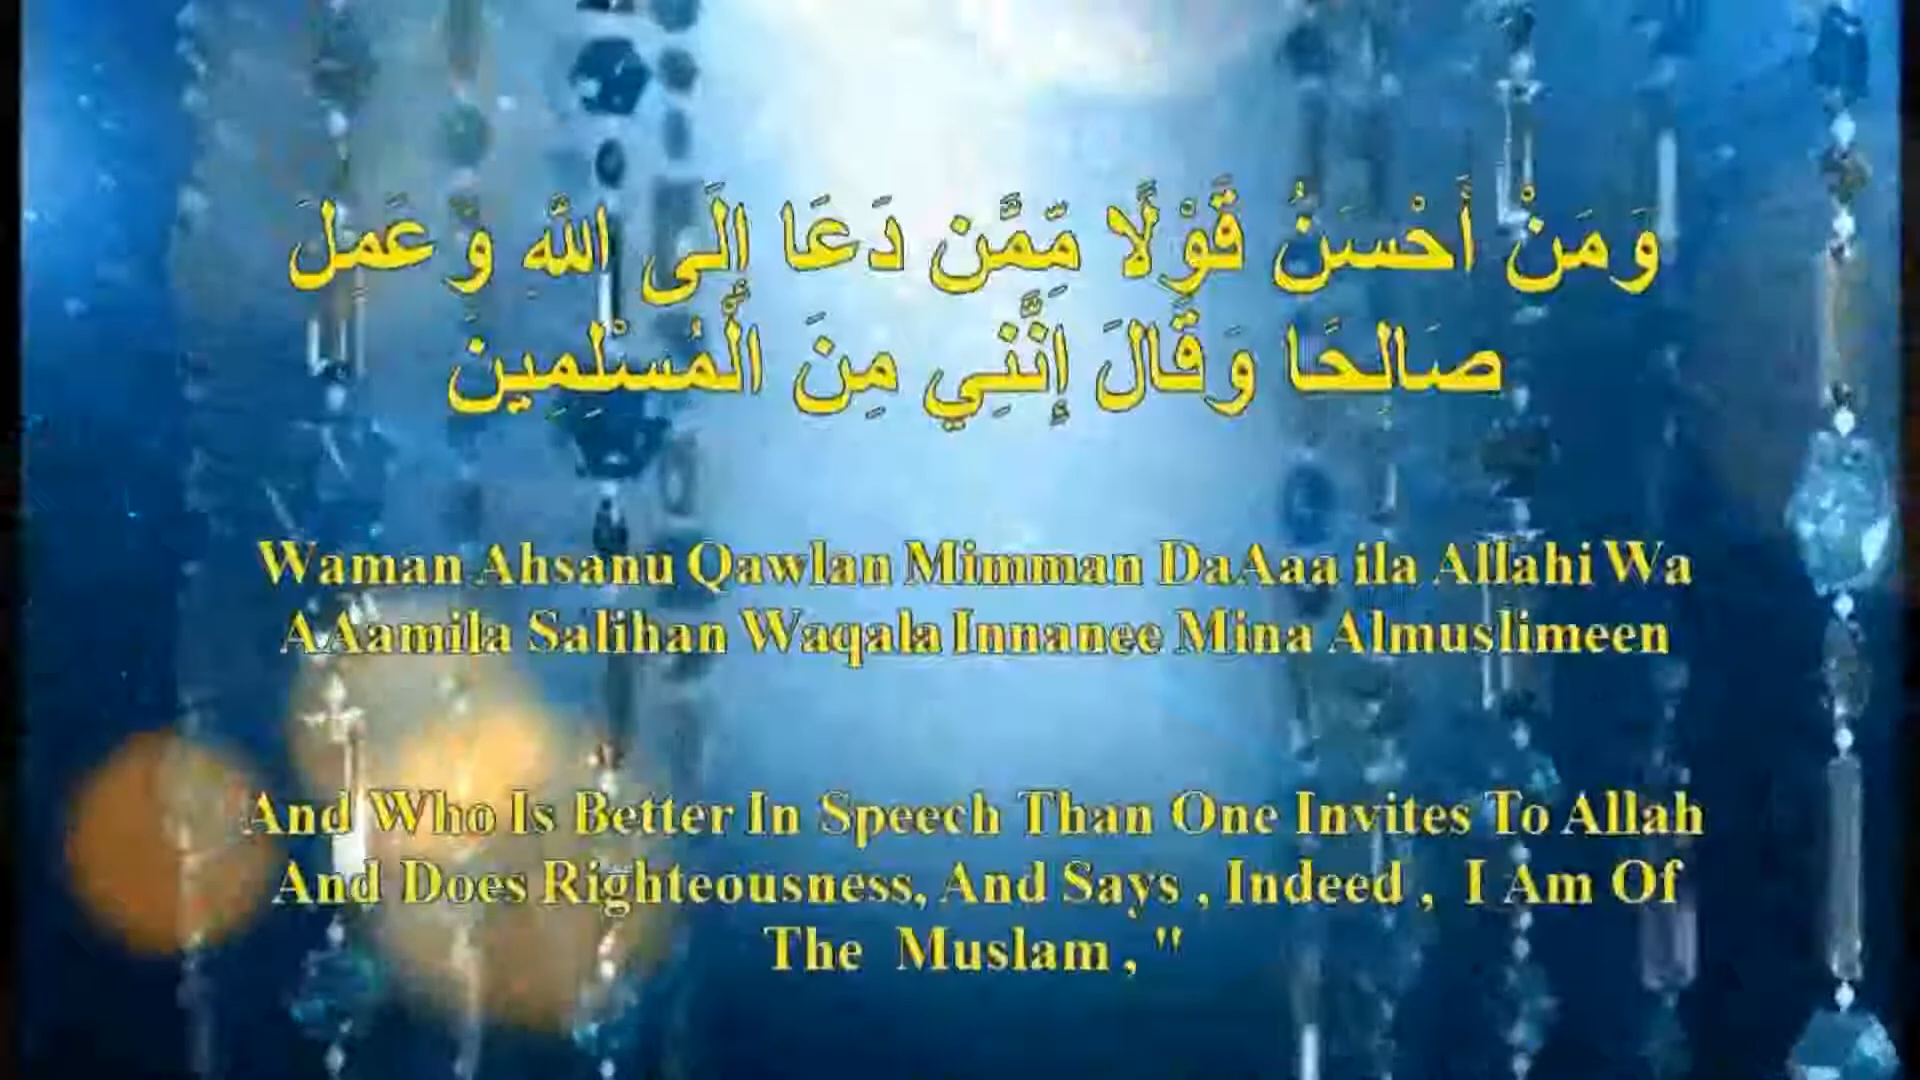 وَمَنْ أَحْسَنُ قَوْلًا مِّمَّن دَعَا إِلَى اللَّهِ وَعَمِلَ
صَالِحًا وَقَالَ إِنَّنِي مِنَ الْمُسْلِمِينَ
Waman Ahsanu Qawlan Mimman DaAaa ila Allahi Wa
AAamila Salihan Waqala Innanee Mina Almuslimeen
And Who Is Better In Speech Than One Invites To Allah
And Does Righteousness, And Says , Indeed , I Am Of
The Muslam ,"